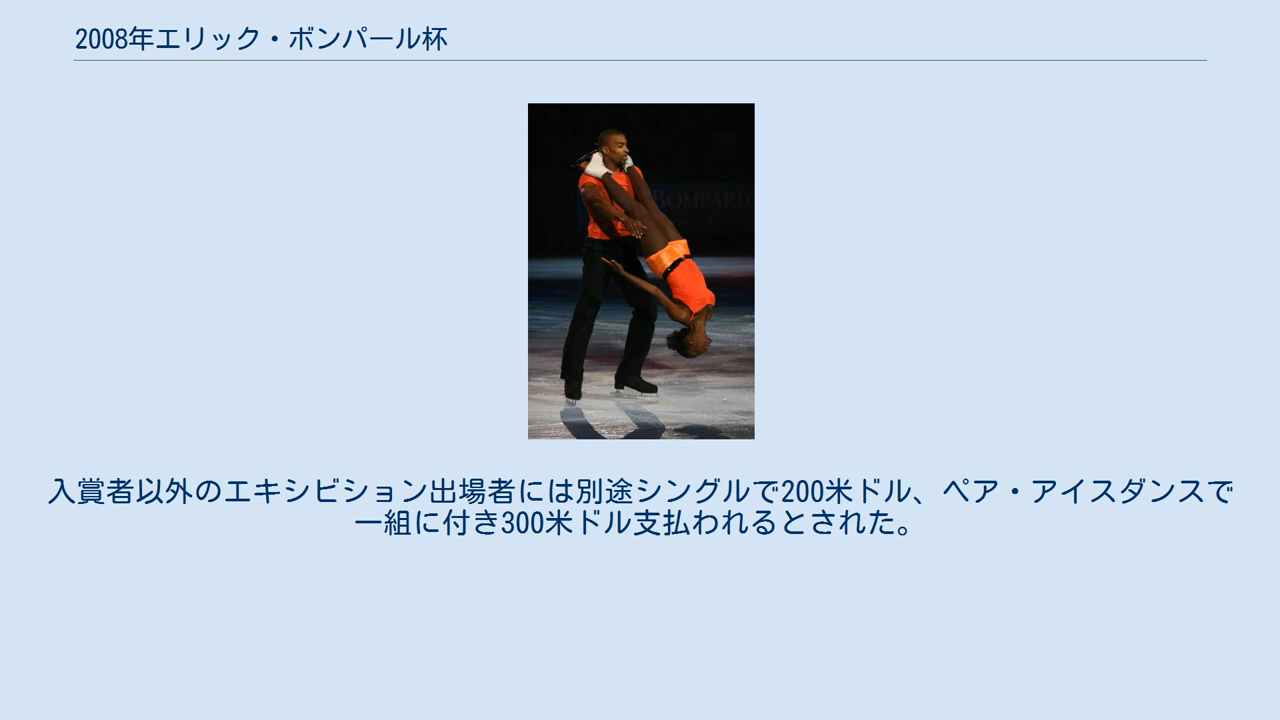 2008年エリック・ボンパール杯
BOMPARD
入賞者以外のエキシビション出場者には別途シングルで200米ドル、ペア・アイスダンスで
一組に付き300米ドル支払われるとされた。